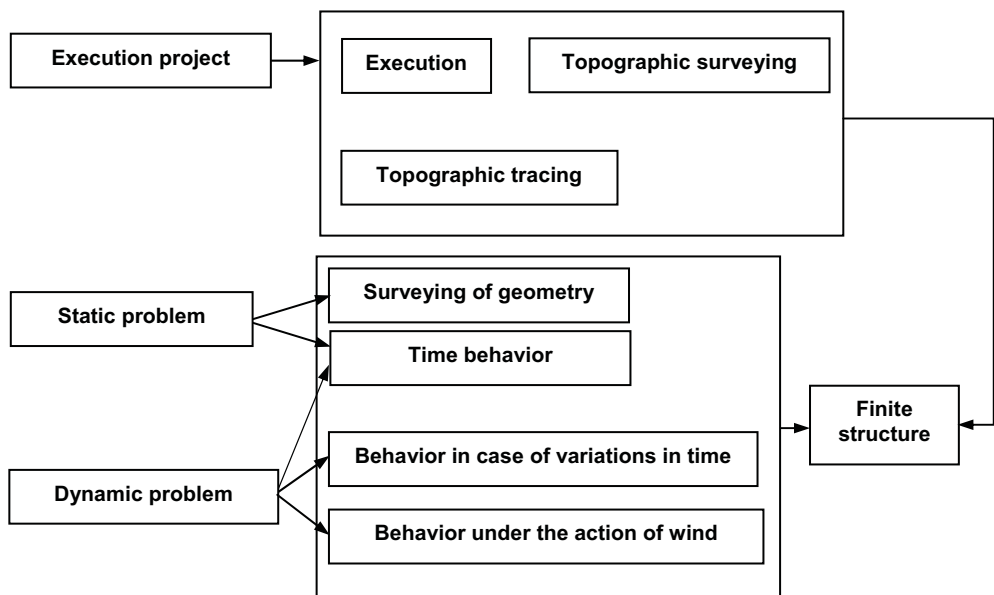 Execution project
Execution
Topographic surveying
Topographic tracing
Surveying of geometry
Static problem
Time behavior
Finite
structure
Behavior in case of variations in time
Dynamic problem
Behavior under the action of wind